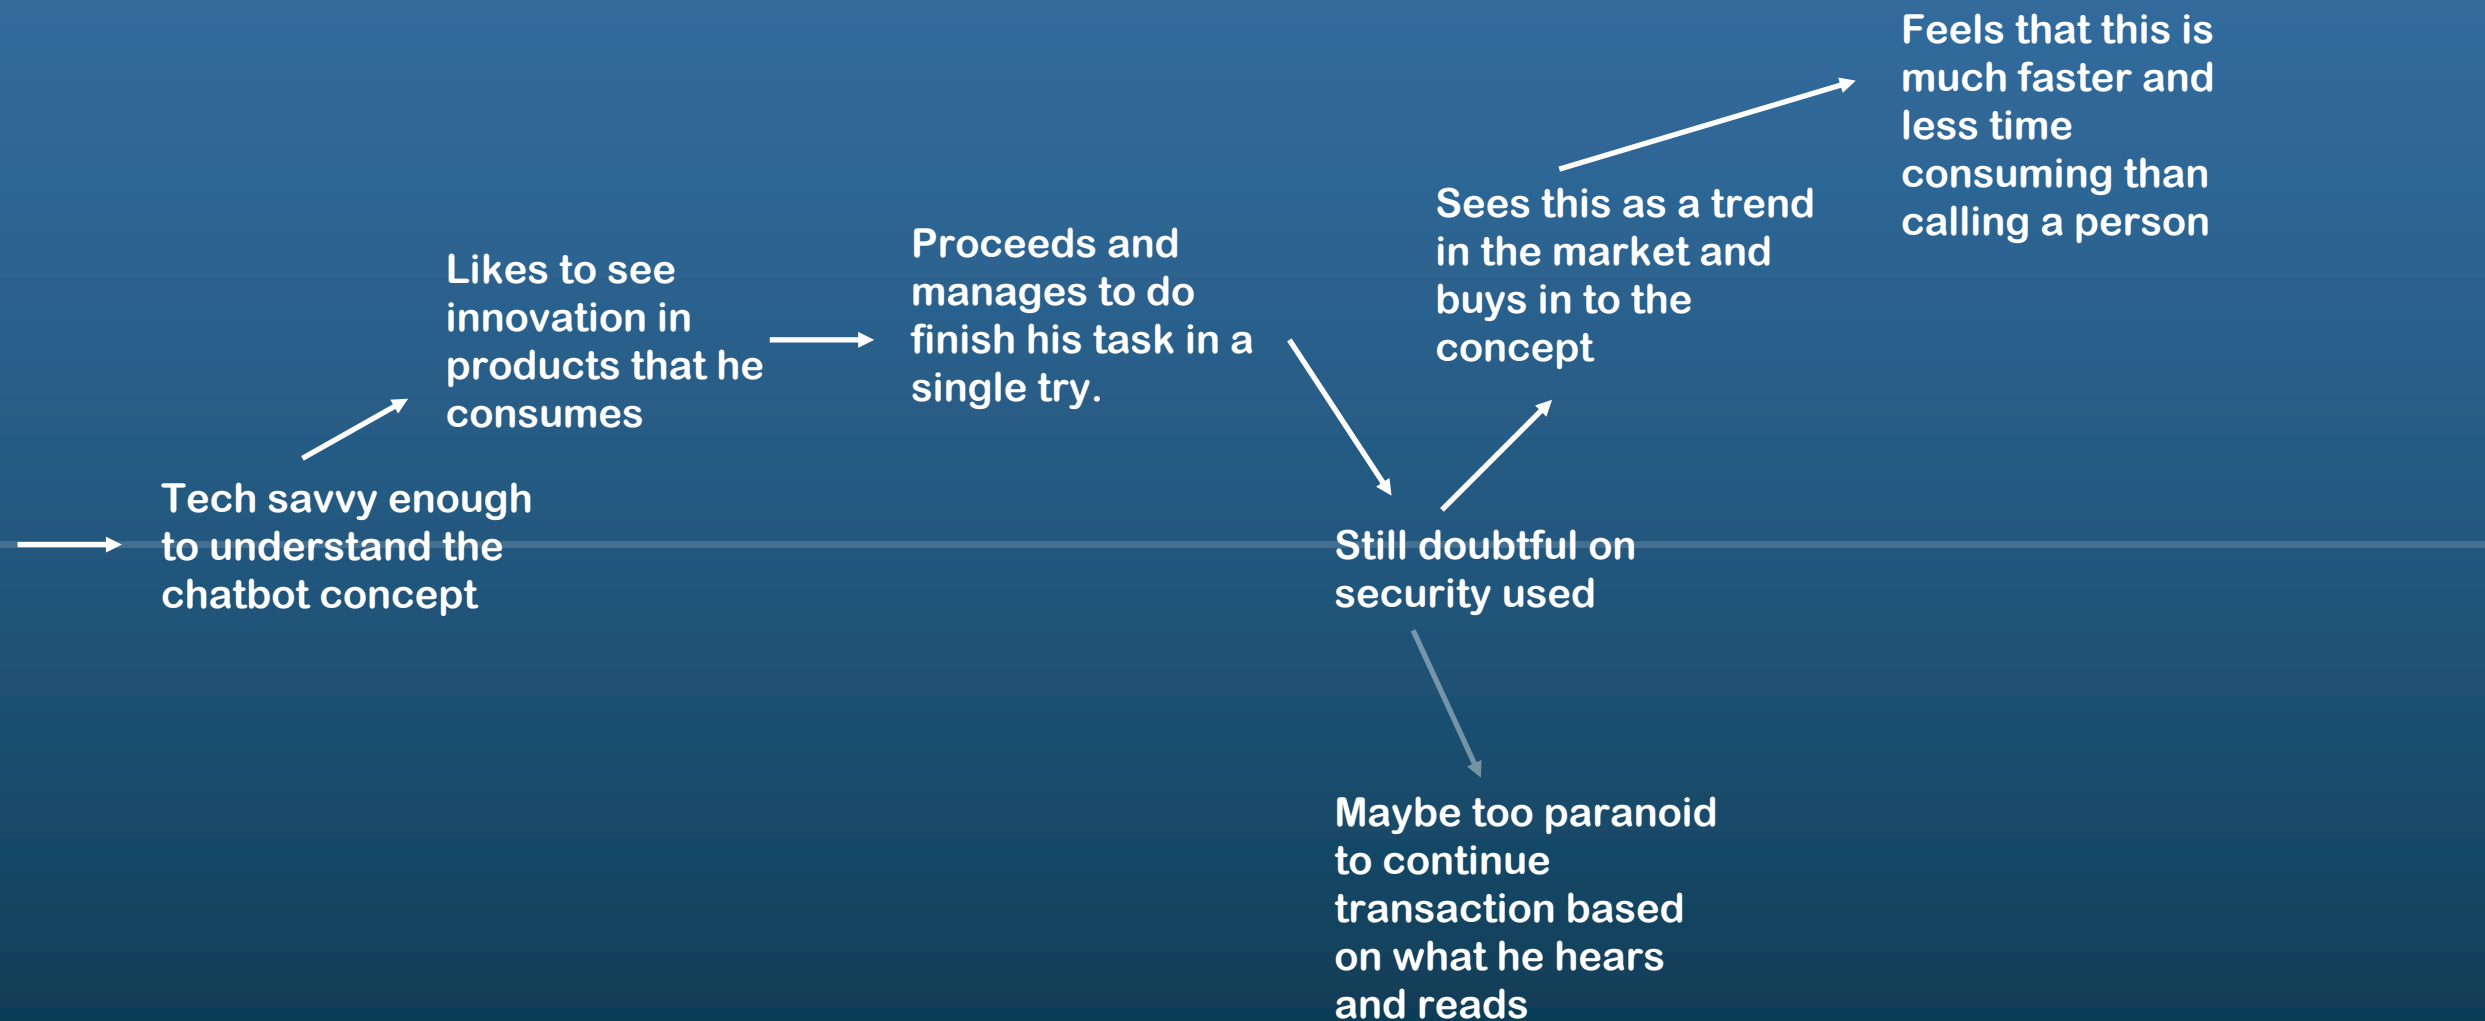 Tech savvy enough
to understand the
chatbot concept
Likes to see
innovation in
products that he
consumes
Proceeds and
manages to do
finish his task in a
single try.
Still doubtful on
security used
Sees this as a trend
in the market and
buys in to the
concept
Feels that this is
much faster and
less time
consuming than
calling a person
Maybe too paranoid
to continue
transaction based
on what he hears
and reads